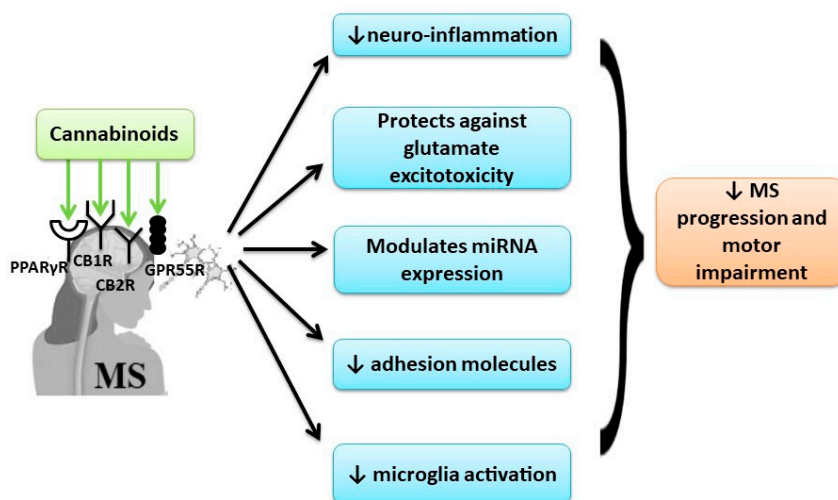 ↓neuro-inflammation
Cannabinoids
Protects against
glutamate
excitotoxicity
PPARγR
CB1R
CB2R
GPR55R
MS
Modulates miRNA
expression
↓ adhesion molecules
↓ microglia activation
↓ MS
progression and
motor
impairment